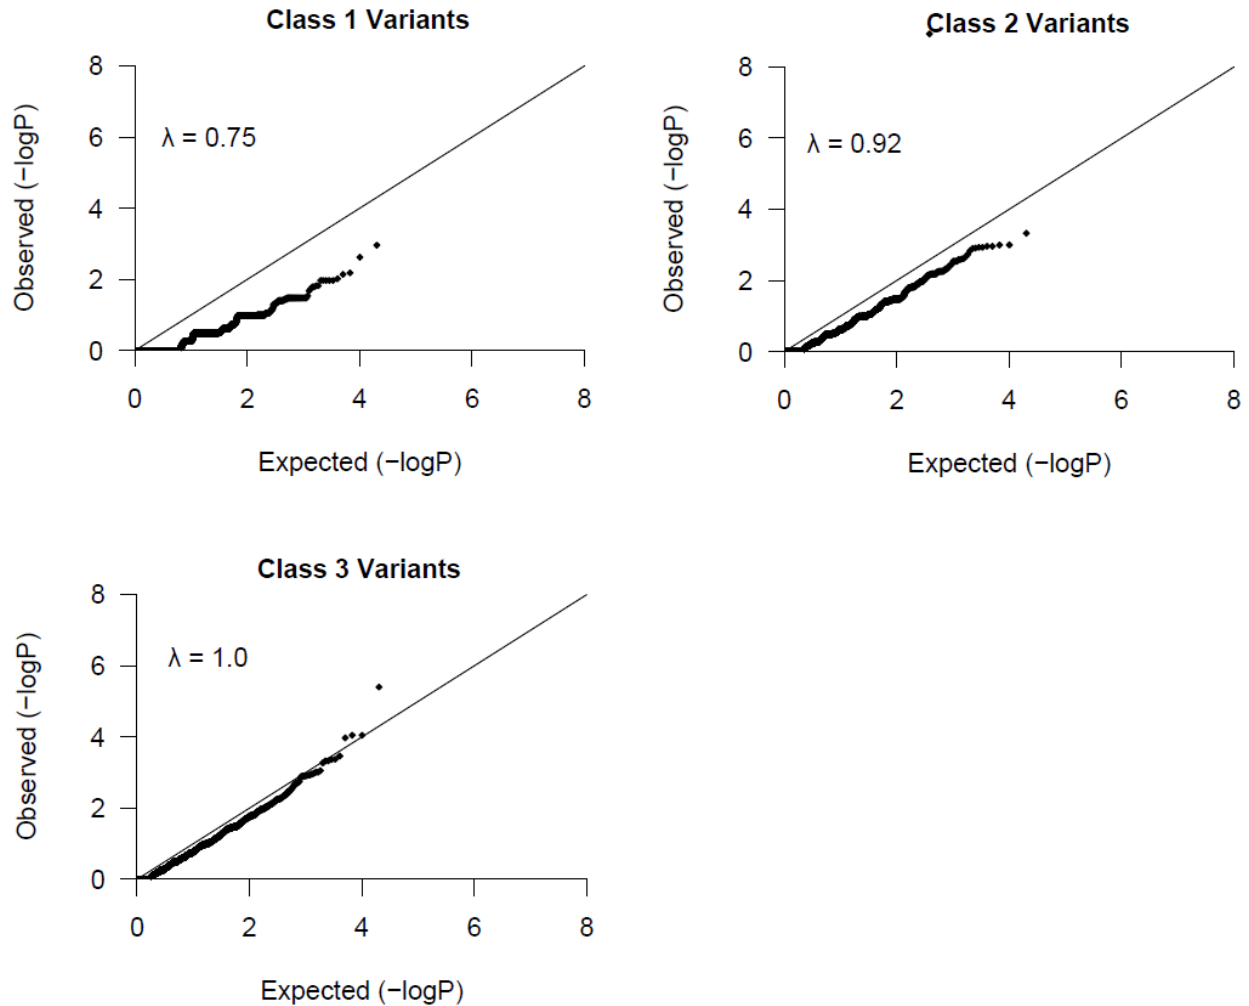 Class 1 Variants
Observed (−logP)
8
6
4
2
0
λ = 0.75
0 2 4 6 8
Expected (−logP)
Class 2 Variants
Observed (−logP)
8
6
4
2
0
λ = 0.92
0 2 4 6 8
Expected (−logP)
Class 3 Variants
Observed (−logP)
8
6
4
2
0
λ = 1.0
0 2 4 6 8
Expected (−logP)